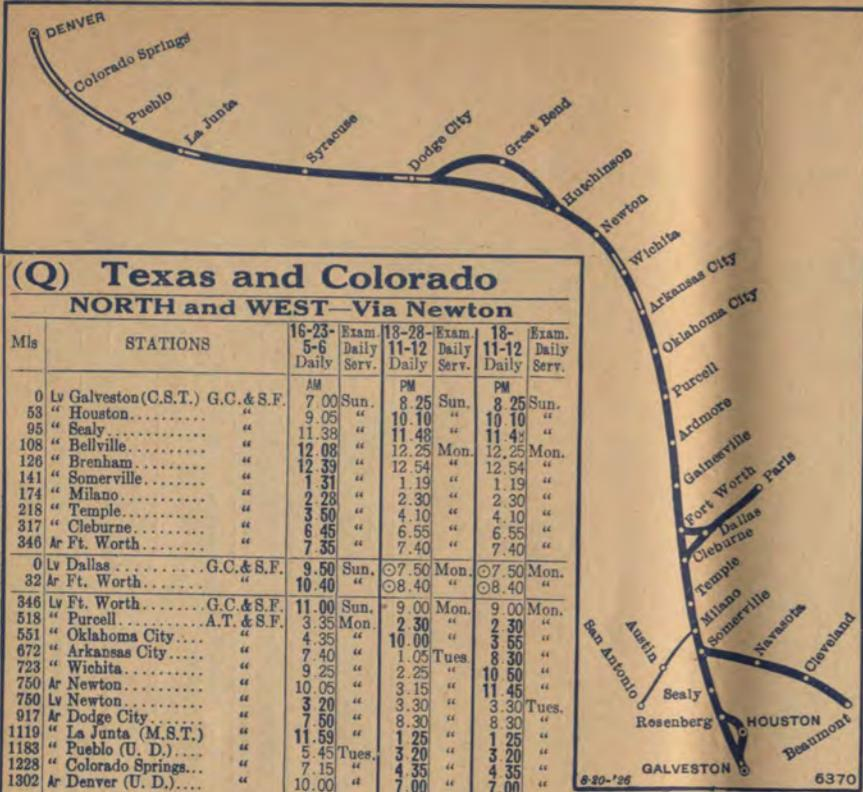 DENVER
Colorado Springs
Pueblo
La Junta
Syracuse
Dodge City
Great Bend
Hutchinson
Newton
Wichita
Arkansas City
Oklahoma City
Purcell
Ardmore
Gainesville
Fort Worth
Paris
Dallas
Cleburne
Temple
Milano
Somerville
Austin
San Antonio
Navasota
Cleveland
Sealy
Rosenberg
HOUSTON
Beaumont
GALVESTON
8-20-'26
6370
(Q) Texas and Colorado
NORTH and WEST—Via Newton
Mls STATIONS 16-23-5-6 Daily Exam. Daily Serv. 18-28-11-12 Daily Exam. Daily Serv. 18-11-12 Daily Exam. Daily Serv.
AM PM PM
0 Lv Galveston (C.S.T.) G.C.& S.F. 7.00 Sun. 8.25 Sun. 8.25 Sun.
53 “ Houston.......... “ 9.05 “ 10.10 “ 10.10 “
95 “ Sealy............ “ 11.38 “ 11.48 “ 11.48 “
108 “ Bellville.......... “ 12.08 “ 12.25 Mon. 12.25 Mon.
126 “ Brenham.......... “ 12.39 “ 12.54 “ 12.54 “
141 “ Somerville........ “ 1.31 “ 1.19 “ 1.19 “
174 “ Milano........... “ 2.28 “ 2.30 “ 2.30 “
218 “ Temple........... “ 3.50 “ 4.10 “ 4.10 “
317 “ Cleburne......... “ 6.45 “ 6.55 “ 6.55 “
346 Ar Ft. Worth........ “ 7.35 “ 7.40 “ 7.40 “
0 Lv Dallas......... G.C.& S.F. 9.50 Sun. ⊙7.50 Mon. ⊙7.50 Mon.
32 Ar Ft. Worth........ “ 10.40 “ ⊙8.40 “ ⊙8.40 “
346 Lv Ft. Worth...... G.C.& S.F. 11.00 Sun. 9.00 Mon. 9.00 Mon.
518 “ Purcell......... A.T. & S.F. 3.35 Mon. 2.30 “ 2.30 “
551 “ Oklahoma City.... “ 4.35 “ 10.00 “ 3.55 “
672 “ Arkansas City..... “ 7.40 “ 1.05 Tues. 8.30 “
723 “ Wichita........... “ 9.25 “ 2.25 “ 10.50 “
750 Ar Newton.......... “ 10.05 “ 3.15 “ 11.45 “
750 Lv Newton.......... “ 3.20 “ 3.30 “ 3.30 Tues.
917 Ar Dodge City....... “ 7.50 “ 8.30 “ 8.30 “
1119 “ La Junta (M.S.T.) “ 11.59 “ 1 25 “ 1 25 “
1183 “ Pueblo (U. D.).... “ 5.45 Tues. 3.20 “ 3.20 “
1228 “ Colorado Springs... “ 7.15 “ 4.35 “ 4.35 “
1302 Ar Denver (U. D.).... “ 10.00 “ 7.00 “ 7.00 “